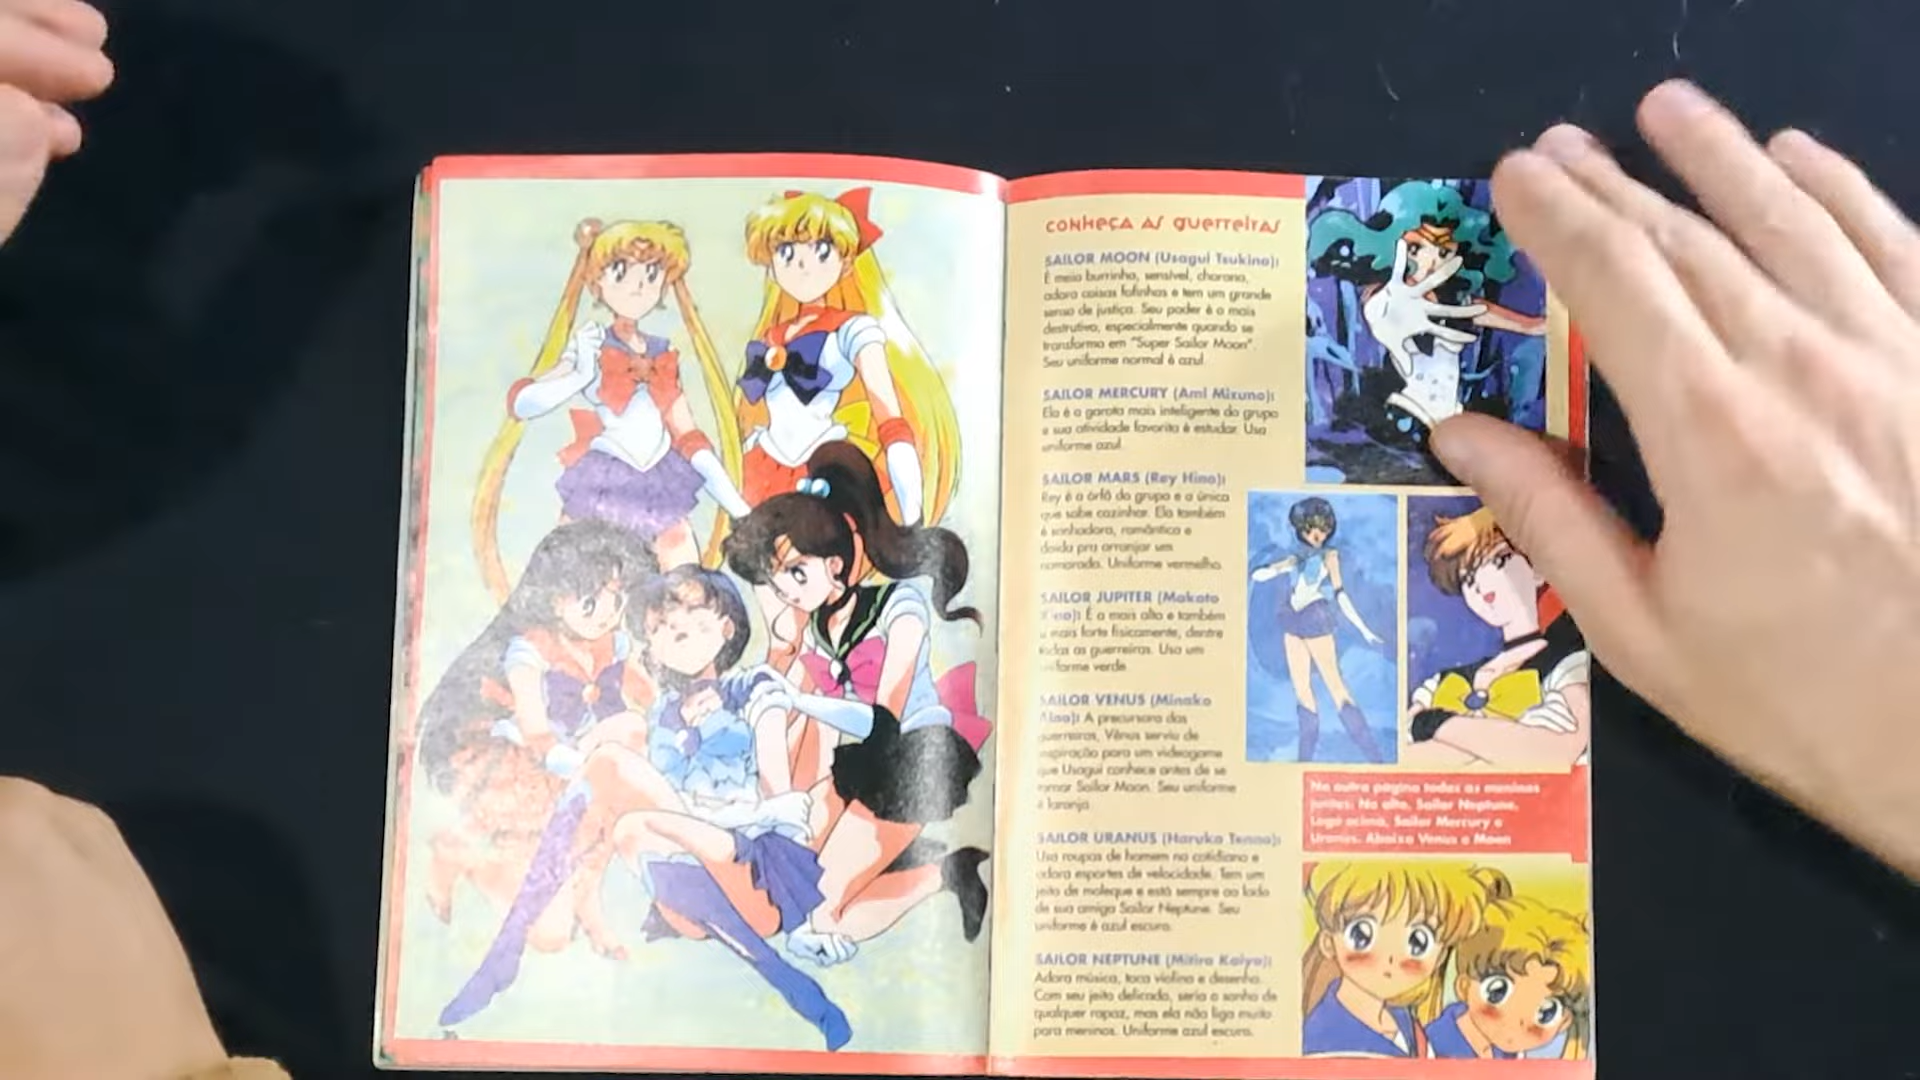 CONHEÇA AS guerreiras
SAILOR MOON (Usagui Tsukino):
É meio burrinha, sensível, chorona,
adora coisas fofinhas e tem um grande
senso de justiça. Seu poder é o mais
destrutivo, especialmente quando se
transforma em "Super Sailor Moon".
Seu uniforme normal é azul.
SAILOR MERCURY (Ami Mizuno):
Ela é a garota mais inteligente do grupo
e sua atividade favorita é estudar. Usa
uniforme azul.
SAILOR MARS (Rey Hino):
Rey é a órfã do grupo e a única
que sabe cozinhar. Ela também
é sonhadora, romântica e
doida pra arranjar um
namorado. Uniforme vermelho.
SAILOR JUPITER (Makoto
Kino): É a mais alta e também
a mais forte fisicamente, dentre
todas as guerreiras. Usa um
uniforme verde.
SAILOR VENUS (Minako
Aino): A precursora das
guerreiras, Vênus serviu de
inspiração para um videogame
que Usagui conhece antes de se
tornar Sailor Moon. Seu uniforme
é laranja.
SAILOR URANUS (Haruka Tenno):
Usa roupas de homem no cotidiano e
adora esportes de velocidade. Tem um
jeito de moleque e está sempre ao lado
de sua amiga Sailor Neptune. Seu
uniforme é azul escuro.
SAILOR NEPTUNE (Mitiru Kaiyo):
Adora música, toca violino e desenha.
Com seu jeito delicado, seria o sonho de
qualquer rapaz, mas ela não liga muito
para meninos. Uniforme azul escuro.
Na outra página todas as meninas
juntas. No alto, Sailor Neptune.
Logo acima, Sailor Mercury e
Uranus. Abaixo Venus e Moon